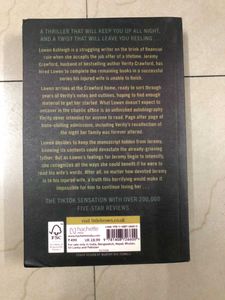 A THRILLER THAT WILL KEEP YOU UP ALL NIGHT,
AND A TWIST THAT WILL LEAVE YOU REELING . . .
Lowen Ashleigh is a struggling writer on the brink of financial
ruin when she accepts the job offer of a lifetime. Jeremy
Crawford, husband of bestselling author Verity Crawford, has
hired Lowen to complete the remaining books in a successful
series his injured wife is unable to finish.
Lowen arrives at the Crawford home, ready to sort through
years of Verity's notes and outlines, hoping to find enough
material to get her started. What Lowen doesn't expect to
uncover in the chaotic office is an unfinished autobiography
Verity never intended for anyone to read. Page after page of
bone-chilling admissions, including Verity's recollection of
the night her family was forever altered.
Lowen decides to keep the manuscript hidden from Jeremy,
knowing its contents could devastate the already grieving
father. But as Lowen's feelings for Jeremy begin to intensify,
she recognizes all the ways she could benefit if he were to
read his wife's words. After all, no matter how devoted Jeremy
is to his injured wife, a truth this horrifying would make it
impossible for him to continue loving her . . .
THE TIKTOK SENSATION WITH OVER 200,000
FIVE-STAR REVIEWS
visit littlebrown.co.uk
FSC
hachette